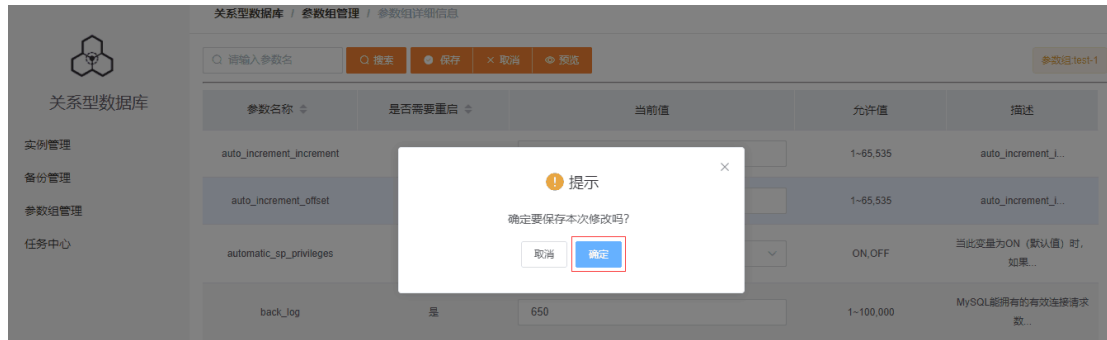 关系型数据库 / 参数组管理 / 参数组详细信息
请输入参数名 搜索 保存 × 取消 预览 参数组:test-1
关系型数据库
参数名称 是否需要重启 当前值 允许值 描述
实例管理
auto_increment_increment 1~65,535 auto_increment_i...
提示
备份管理
auto_increment_offset 1~65,535 auto_increment_i...
参数组管理
确定要保存本次修改吗?
任务中心
取消 确定
automatic_sp_privileges ON,OFF 当此变量为ON（默认值）时，
如果...
back_log 是 650 1~100,000 MySQL能拥有的有效连接请求
数...